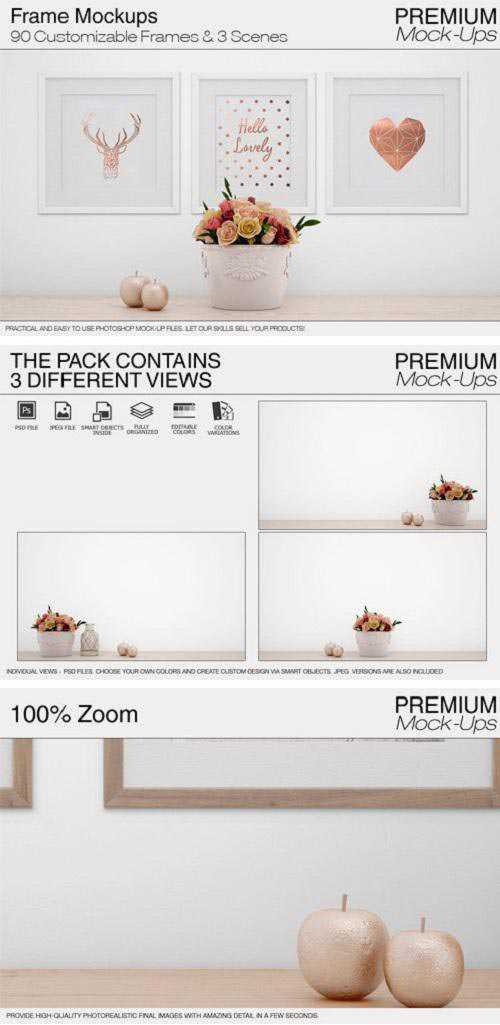 Frame Mockups
90 Customizable Frames & 3 Scenes
PREMIUM
Mock-Ups
Hello
Lovely
PRACTICAL AND EASY TO USE PHOTOSHOP MOCK-UP FILES. LET OUR SKILLS SELL YOUR PRODUCTS!
THE PACK CONTAINS
3 DIFFERENT VIEWS
PREMIUM
Mock-Ups
Ps
PSD FILE
JPEG FILE
SMART OBJECTS
INSIDE
FULLY
ORGANIZED
EDITABLE
COLORS
COLOR
VARIATIONS
INDIVIDUAL VIEWS - PSD FILES. CHOOSE YOUR OWN COLORS AND CREATE CUSTOM DESIGN VIA SMART OBJECTS. JPEG VERSIONS ARE ALSO INCLUDED
100% Zoom
PREMIUM
Mock-Ups
PROVIDE HIGH-QUALITY PHOTOREALISTIC FINAL IMAGES WITH AMAZING DETAIL IN A FEW SECONDS.